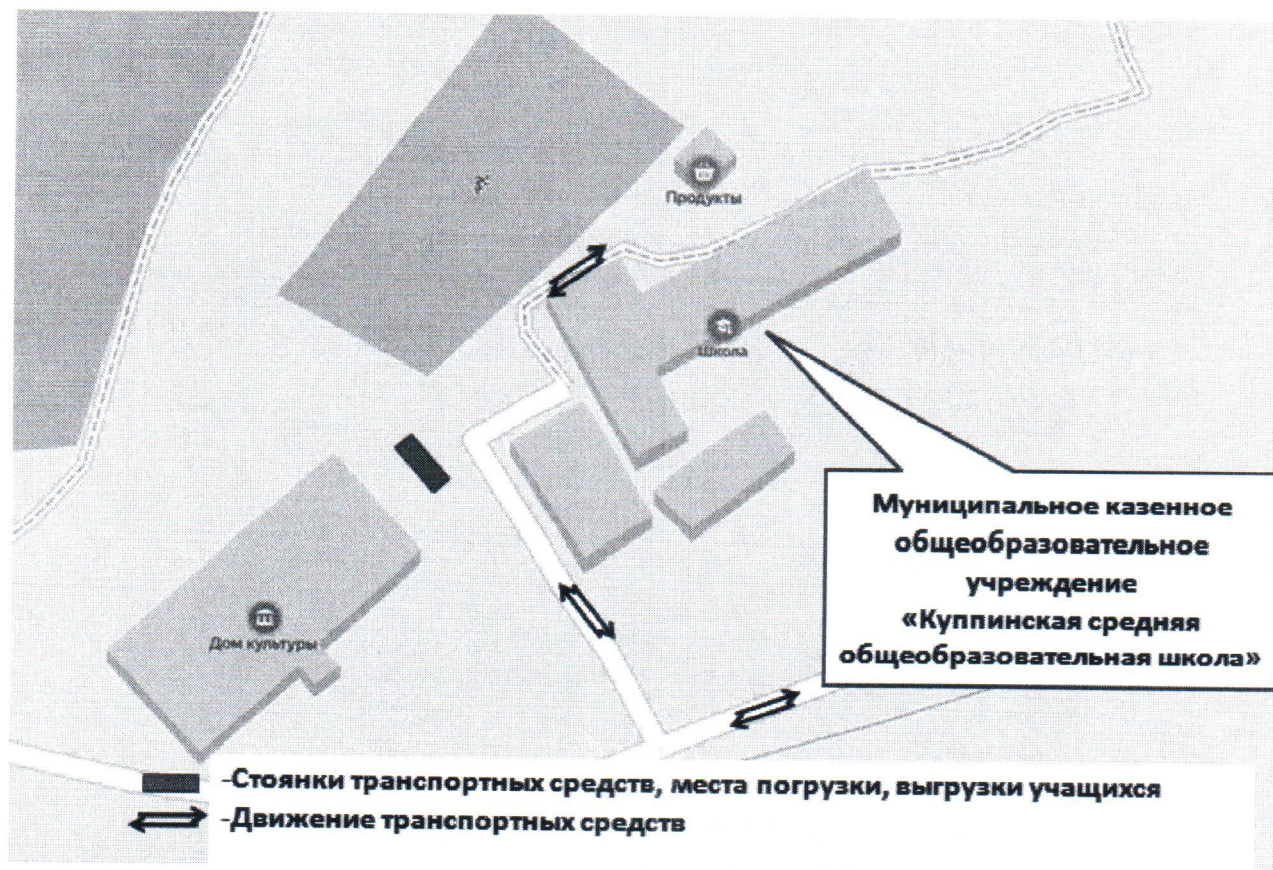 Продукты
Школа
Муниципальное казенное
общеобразовательное
учреждение
«Куппинская средняя
общеобразовательная школа»
Дом культуры
-Стоянки транспортных средств, места погрузки, выгрузки учащихся
-Движение транспортных средств